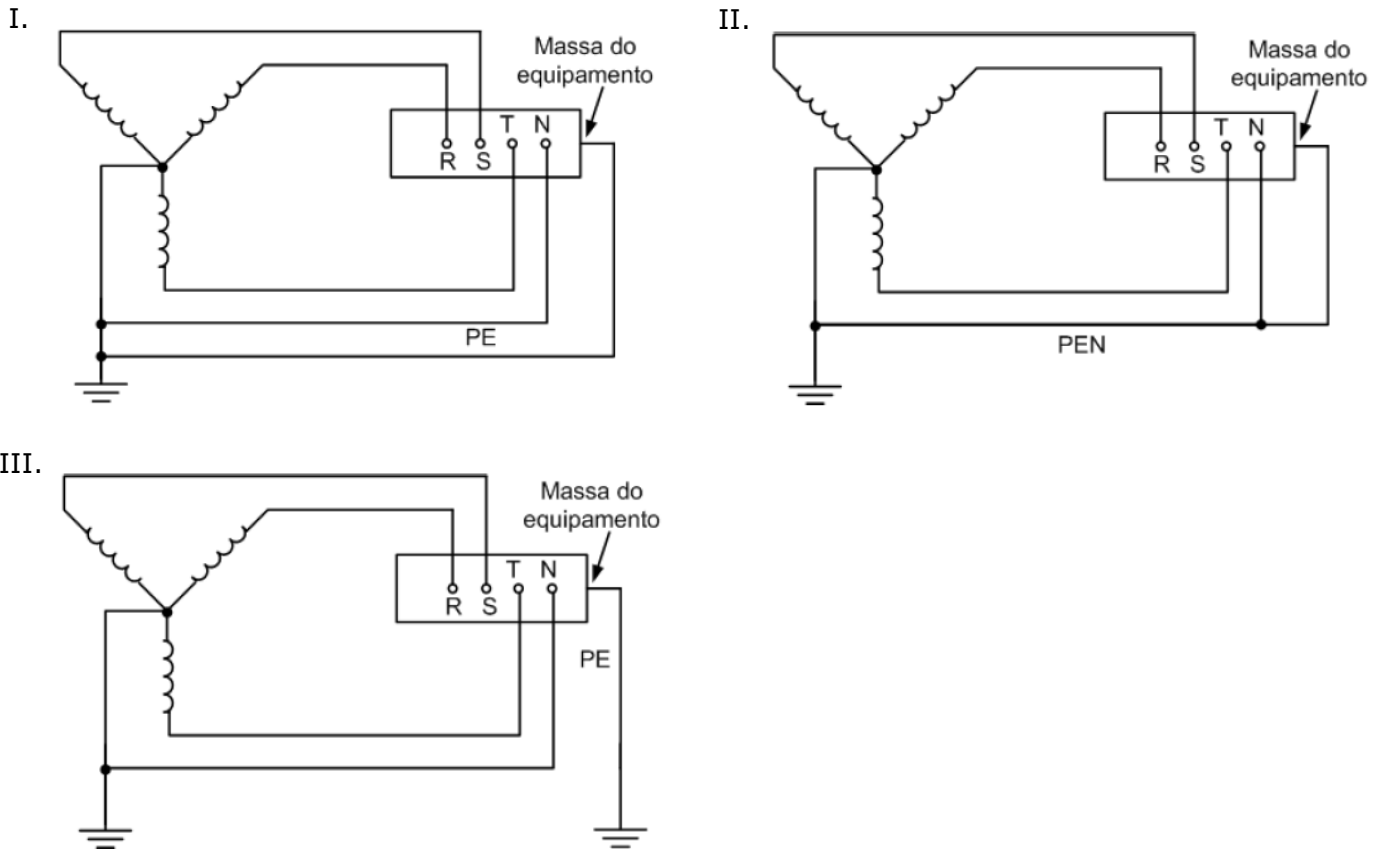 I.
Massa do
equipamento
T N
R S
PE
II.
Massa do
equipamento
T N
R S
PEN
III.
Massa do
equipamento
T N
R S
PE